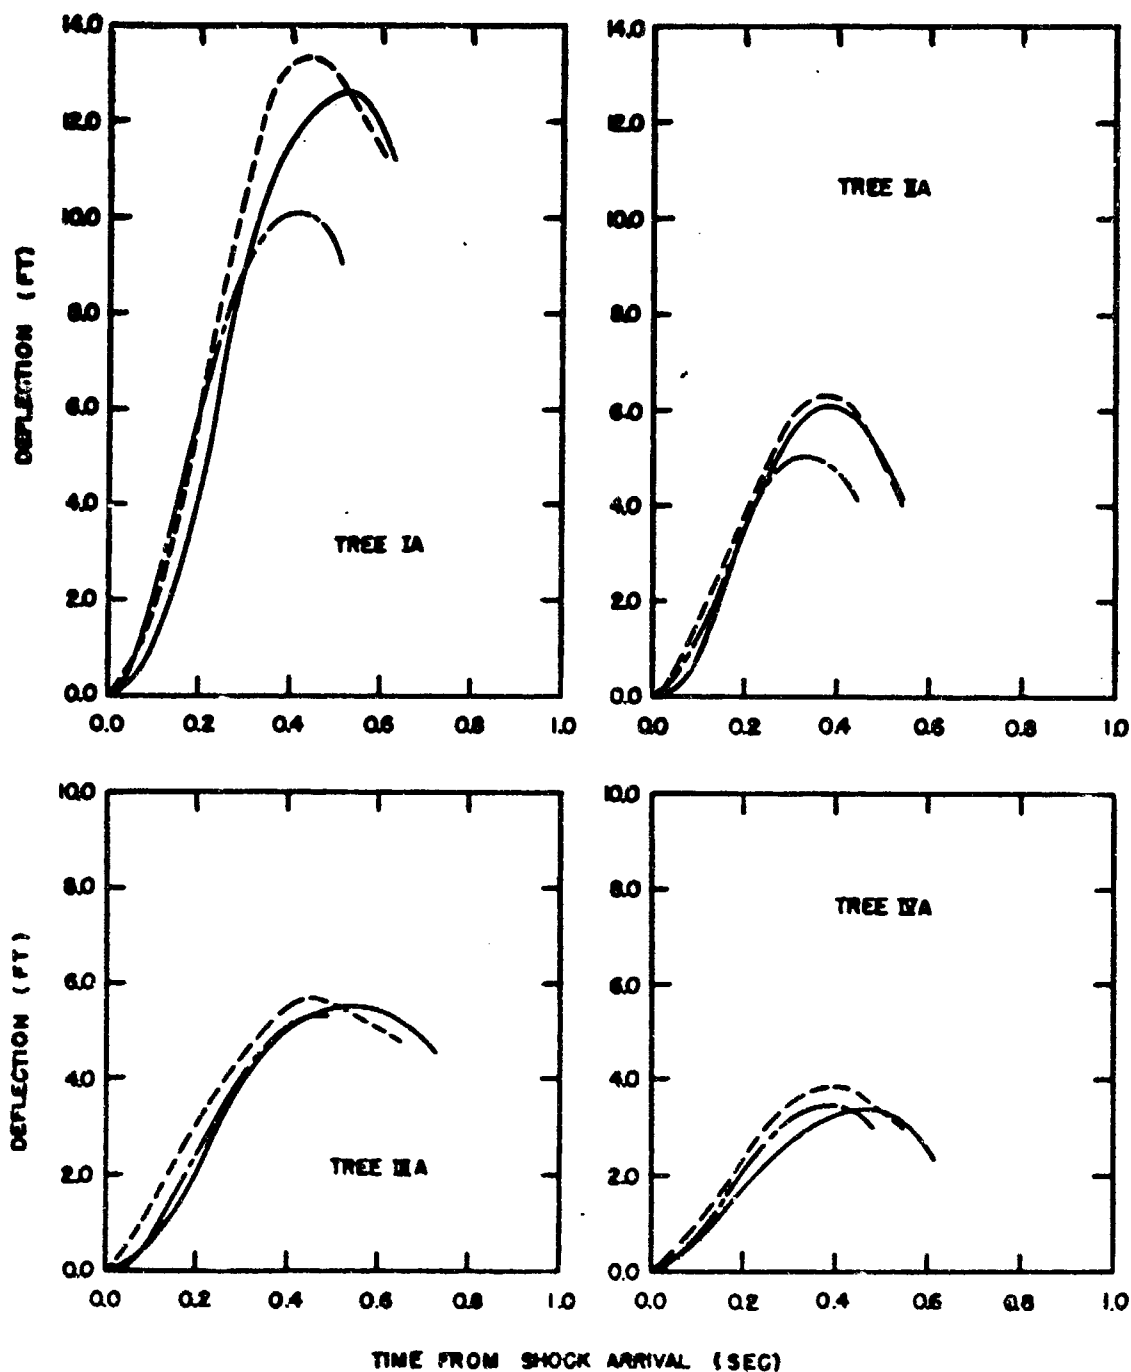 14.0
12.0
10.0
8.0
6.0
4.0
2.0
0.0
0.0 0.2 0.4 0.6 0.8 1.0
DEFLECTION (FT)
TREE IA
14.0
12.0
10.0
8.0
6.0
4.0
2.0
0.0
0.0 0.2 0.4 0.6 0.8 1.0
TREE IIA
10.0
8.0
6.0
4.0
2.0
0.0
0.0 0.2 0.4 0.6 0.8 1.0
DEFLECTION (FT)
TREE IIIA
10.0
8.0
6.0
4.0
2.0
0.0
0.0 0.2 0.4 0.6 0.8 1.0
TREE IVA
TIME FROM SHOCK ARRIVAL (SEC)